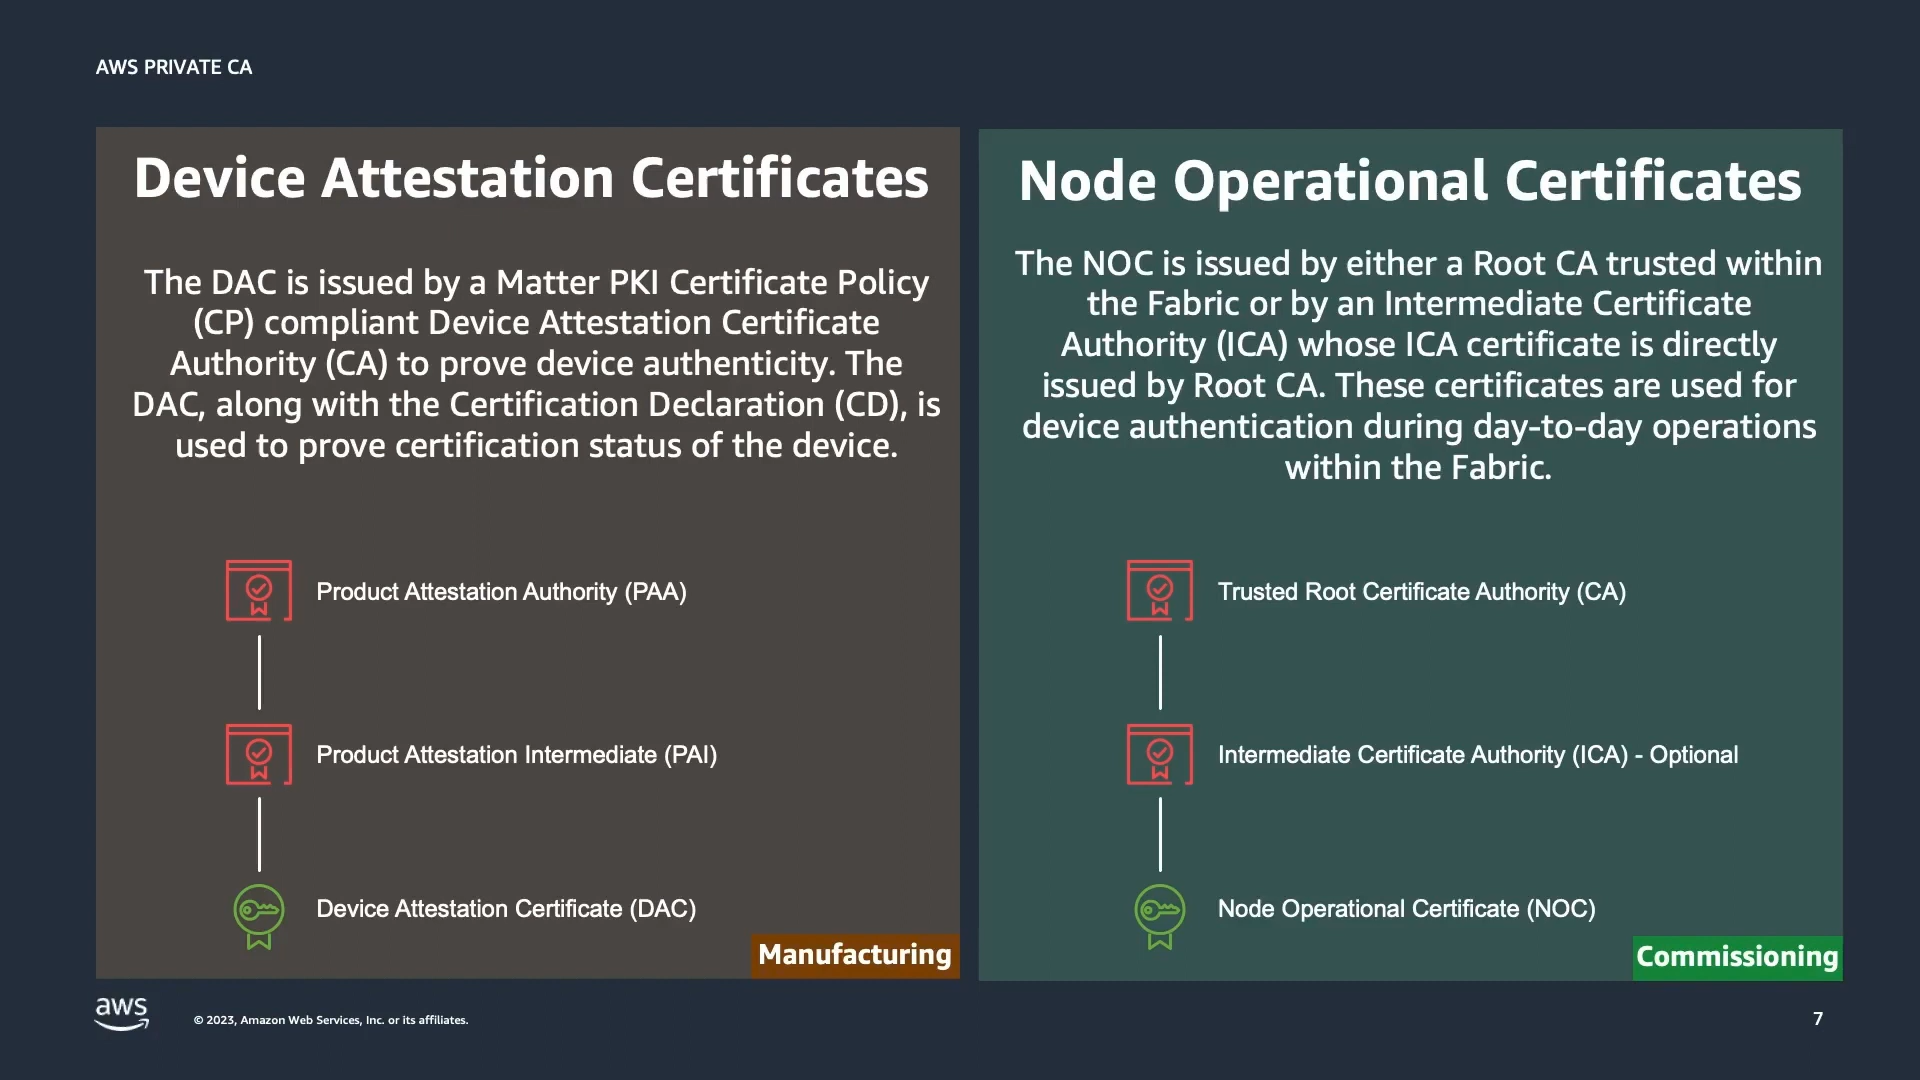 AWS PRIVATE CA
Device Attestation Certificates
The DAC is issued by a Matter PKI Certificate Policy
(CP) compliant Device Attestation Certificate
Authority (CA) to prove device authenticity. The
DAC, along with the Certification Declaration (CD), is
used to prove certification status of the device.
Product Attestation Authority (PAA)
Product Attestation Intermediate (PAI)
Device Attestation Certificate (DAC)
Manufacturing
Node Operational Certificates
The NOC is issued by either a Root CA trusted within
the Fabric or by an Intermediate Certificate
Authority (ICA) whose ICA certificate is directly
issued by Root CA. These certificates are used for
device authentication during day-to-day operations
within the Fabric.
Trusted Root Certificate Authority (CA)
Intermediate Certificate Authority (ICA) - Optional
Node Operational Certificate (NOC)
Commissioning
aws
© 2023, Amazon Web Services, Inc. or its affiliates.
7